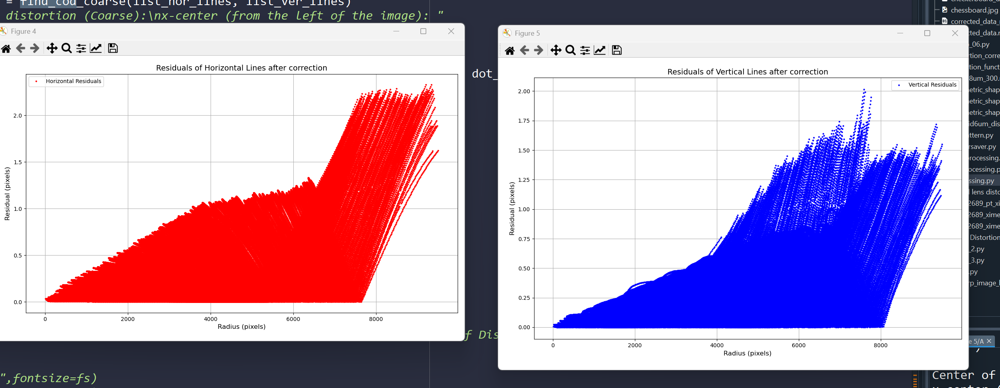 = find_cod_coarse(list_hor_lines, list_ver_lines)
distortion (Coarse):\nx-center (from the left of the image): "
Figure 4
Residuals of Horizontal Lines after correction
Horizontal Residuals
Residual (pixels)
2.0
1.5
1.0
0.5
0.0
0 2000 4000 6000 8000
Radius (pixels)
dot_
f Dis
",fontsize=fs)
Figure 5
Residuals of Vertical Lines after correction
Vertical Residuals
Residual (pixels)
2.00
1.75
1.50
1.25
1.00
0.75
0.50
0.25
0.00
0 2000 4000 6000 8000
Radius (pixels)
chessboard.jpg
corrected_data_
cted_data.
_06.py
rtion_corre
tion_funct
8um_300.
etric_shap
etric_shap
etric_shap
id6um_dis
ttern.py
rsaver.py
rocessing.
ocessing.p
ssing.py
l lens disto
2689_pt_xi
2689_xime
2689_xime
Distortion
_2.py
_3.py
.py
rp_image_
e 5/A
Center of